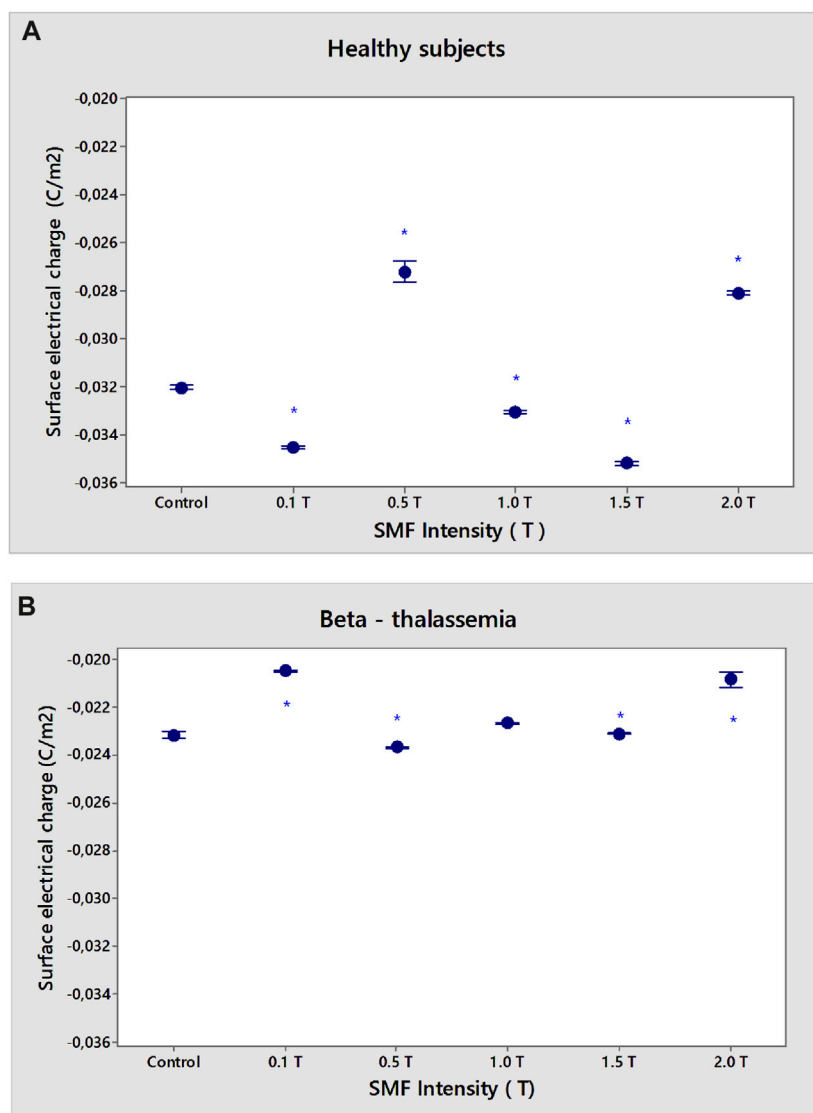 A
Healthy subjects
Surface electrical charge (C/m2)
-0,020
-0,022
-0,024
-0,026
-0,028
-0,030
-0,032
-0,034
-0,036
*
*
*
*
*
Control 0.1 T 0.5 T 1.0 T 1.5 T 2.0 T
SMF Intensity ( T )
B
Beta - thalassemia
Surface electrical charge (C/m2)
-0,020
-0,022
-0,024
-0,026
-0,028
-0,030
-0,032
-0,034
-0,036
*
*
*
*
Control 0.1 T 0.5 T 1.0 T 1.5 T 2.0 T
SMF Intensity ( T)